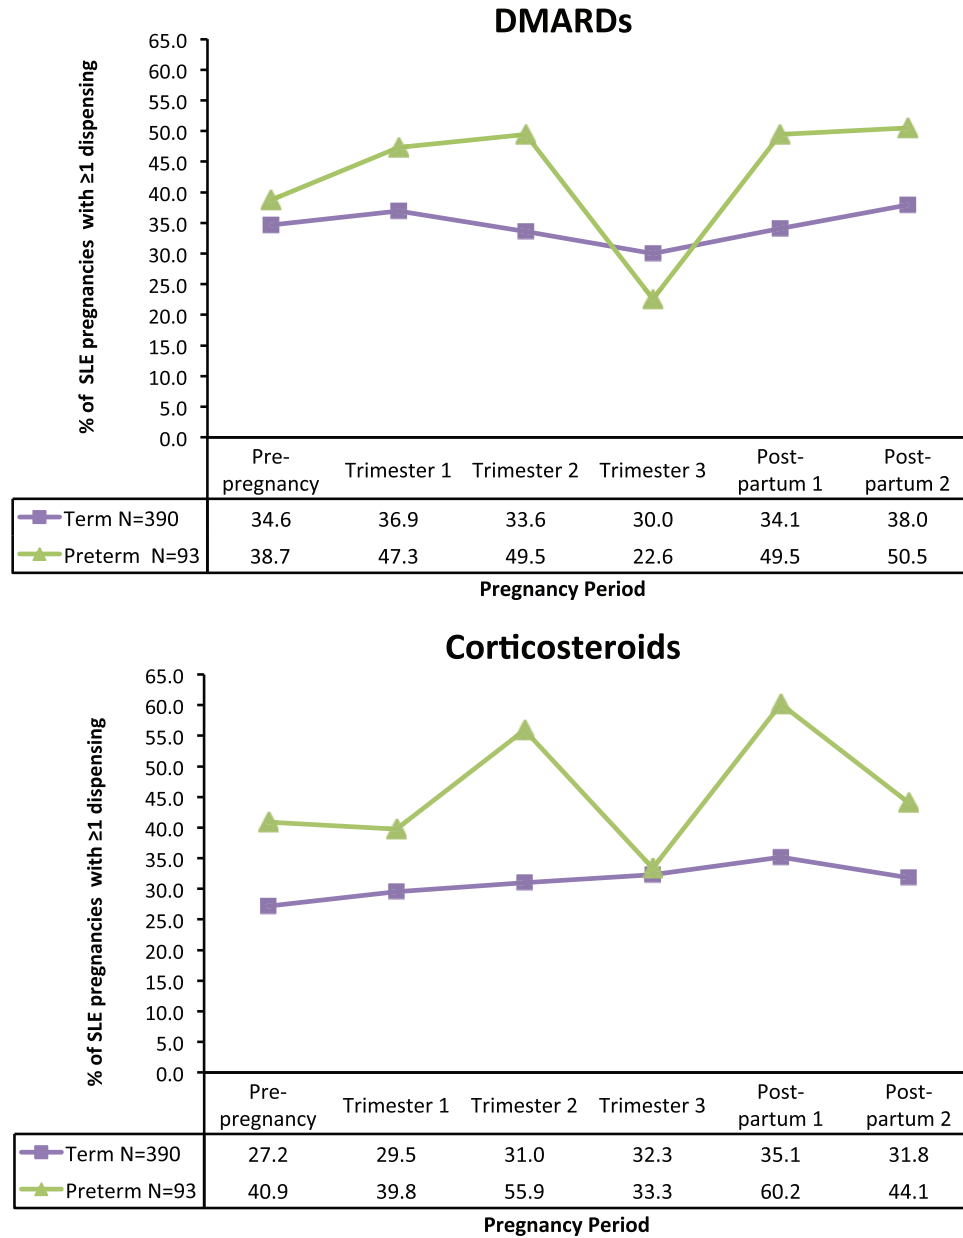 DMARDs
% of  SLE pregnancies  with ≥1 dispensing
65.0
60.0
55.0
50.0
45.0
40.0
35.0
30.0
25.0
20.0
15.0
10.0
5.0
0.0
Pre-
pregnancy
Trimester 1
Trimester 2
Trimester 3
Post-
partum 1
Post-
partum 2
Term N=390 34.6 36.9 33.6 30.0 34.1 38.0
Preterm  N=93 38.7 47.3 49.5 22.6 49.5 50.5
Pregnancy Period
Corticosteroids
% of SLE pregnancies  with ≥1 dispensing
65.0
60.0
55.0
50.0
45.0
40.0
35.0
30.0
25.0
20.0
15.0
10.0
5.0
0.0
Pre-
pregnancy
Trimester 1
Trimester 2
Trimester 3
Post-
partum 1
Post-
partum 2
Term N=390 27.2 29.5 31.0 32.3 35.1 31.8
Preterm N=93 40.9 39.8 55.9 33.3 60.2 44.1
Pregnancy Period